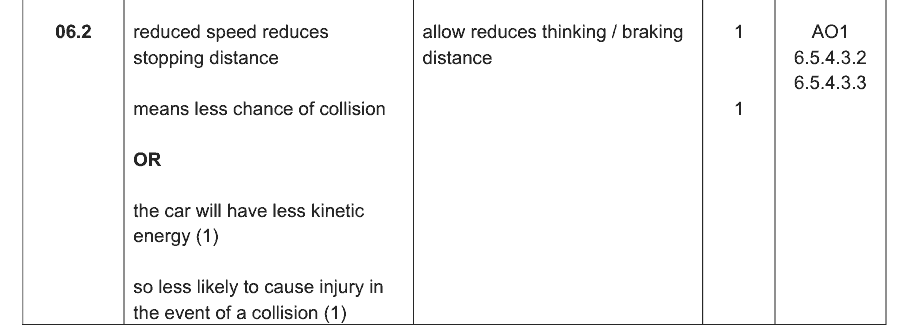 06.2
reduced speed reduces
stopping distance
allow reduces thinking / braking
distance
1
AO1
6.5.4.3.2
6.5.4.3.3
means less chance of collision
1
OR
the car will have less kinetic
energy (1)
so less likely to cause injury in
the event of a collision (1)